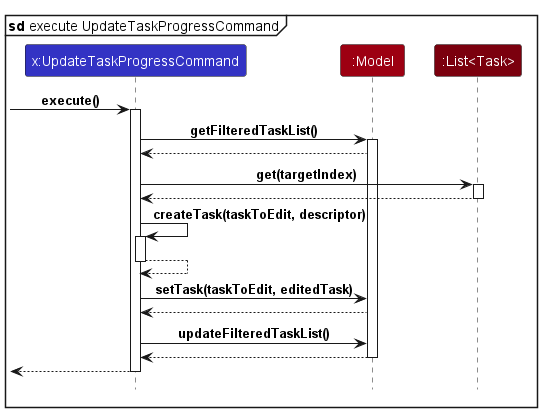 sd execute UpdateTaskProgressCommand
x:UpdateTaskProgressCommand
:Model
:List<Task>
execute()
getFilteredTaskList()
get(targetIndex)
createTask(taskToEdit, descriptor)
setTask(taskToEdit, editedTask)
updateFilteredTaskList()